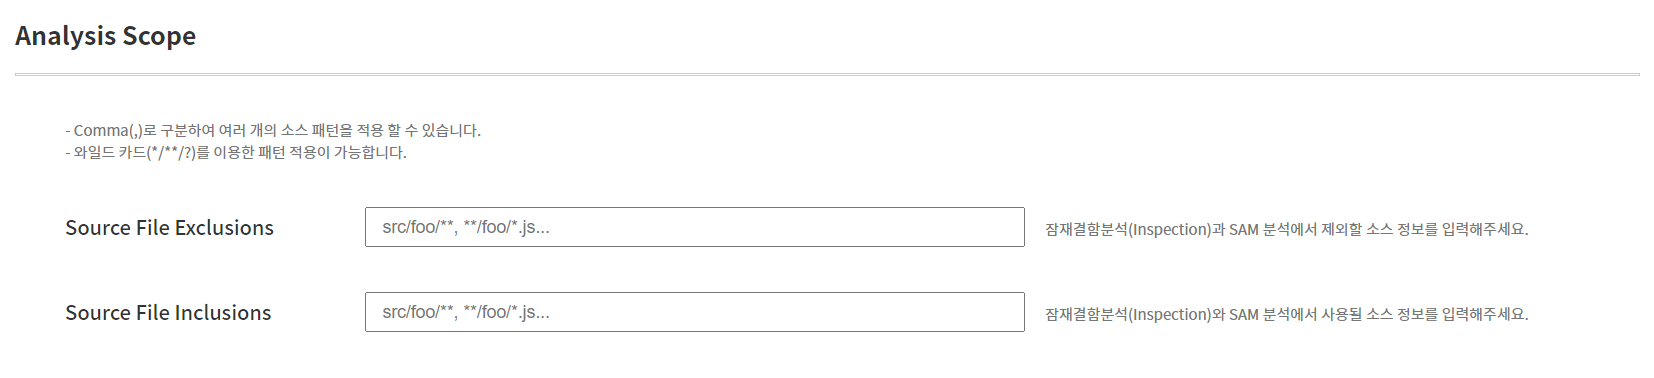 Analysis Scope
- Comma(,)로 구분하여 여러 개의 소스 패턴을 적용 할 수 있습니다.
- 와일드 카드(*/**/?)를 이용한 패턴 적용이 가능합니다.
Source File Exclusions src/foo/**, **/foo/*.js... 잠재결함분석(Inspection)과 SAM 분석에서 제외할 소스 정보를 입력해주세요.
Source File Inclusions src/foo/**, **/foo/*.js... 잠재결함분석(Inspection)와 SAM 분석에서 사용될 소스 정보를 입력해주세요.